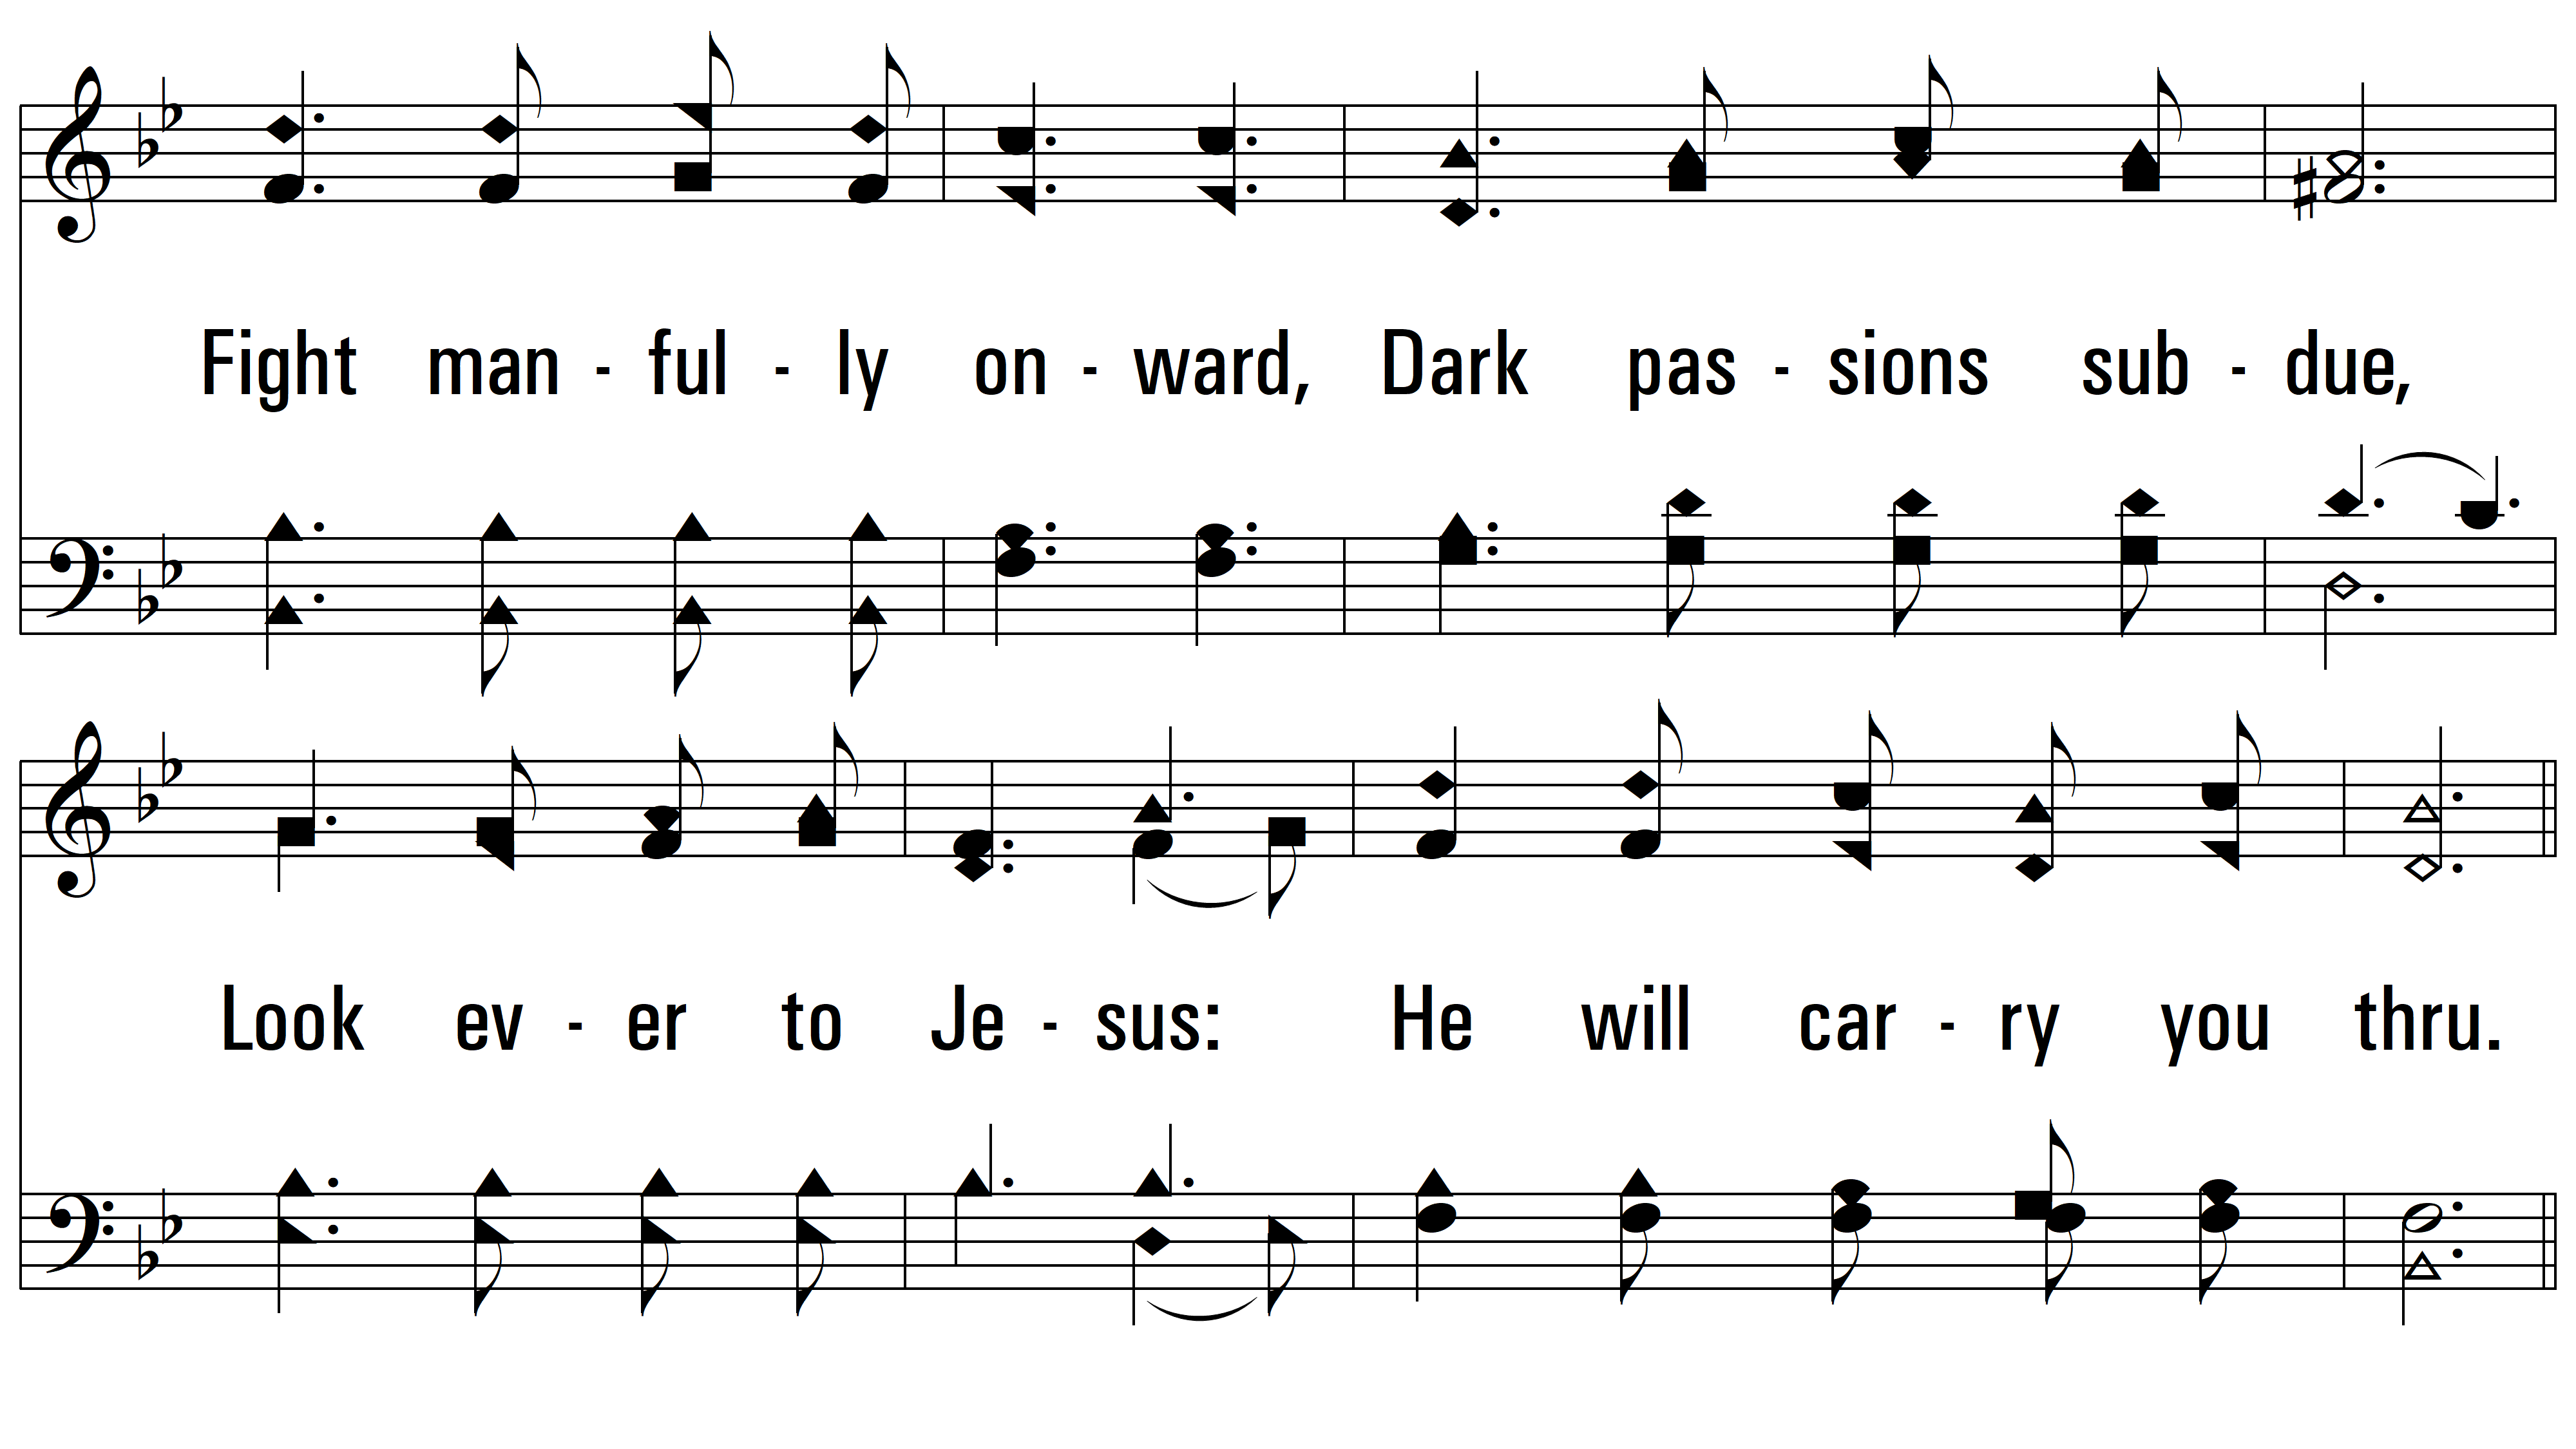 Fight man - ful - ly on - ward, Dark pas - sions sub - due,
Look ev - er to Je - sus: He will car - ry you thru.